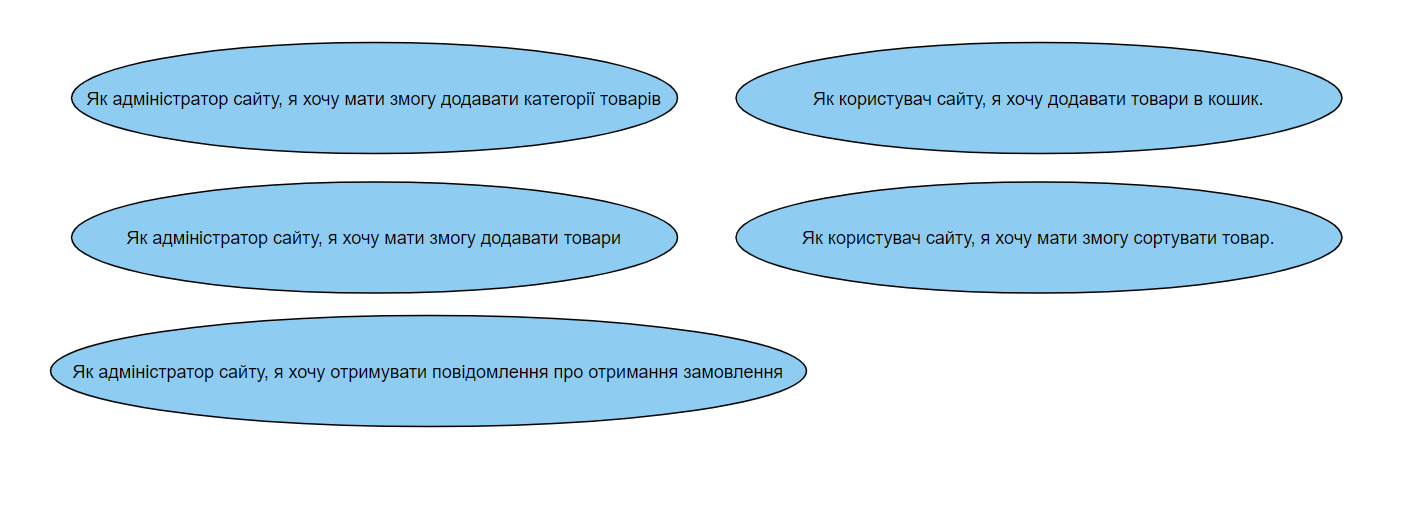 Як адміністратор сайту, я хочу мати змогу додавати категорії товарів
Як користувач сайту, я хочу додавати товари в кошик.
Як адміністратор сайту, я хочу мати змогу додавати товари
Як користувач сайту, я хочу мати змогу сортувати товар.
Як адміністратор сайту, я хочу отримувати повідомлення про отримання замовлення